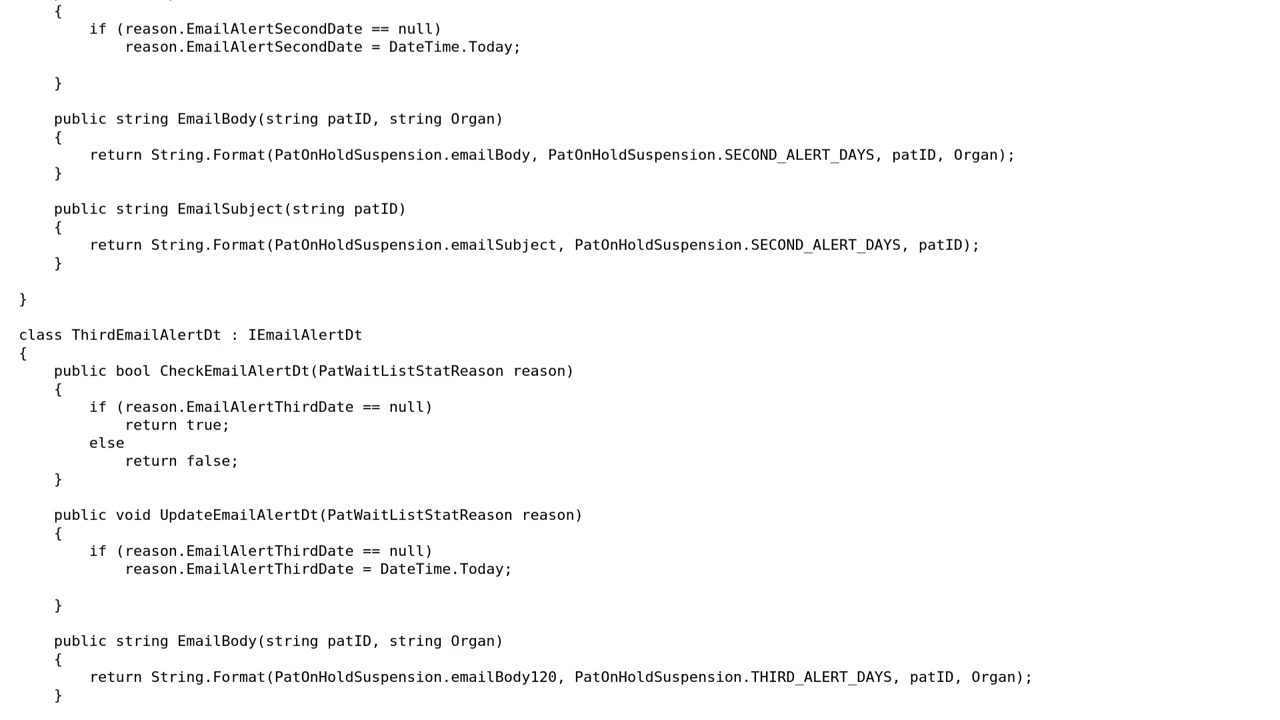 {
if (reason.EmailAlertSecondDate == null)
reason.EmailAlertSecondDate = DateTime.Today;
}
public string EmailBody(string patID, string Organ)
{
return String.Format(PatOnHoldSuspension.emailBody, PatOnHoldSuspension.SECOND_ALERT_DAYS, patID, Organ);
}
public string EmailSubject(string patID)
{
return String.Format(PatOnHoldSuspension.emailSubject, PatOnHoldSuspension.SECOND_ALERT_DAYS, patID);
}
}
class ThirdEmailAlertDt : IEmailAlertDt
{
public bool CheckEmailAlertDt(PatWaitListStatReason reason)
{
if (reason.EmailAlertThirdDate == null)
return true;
else
return false;
}
public void UpdateEmailAlertDt(PatWaitListStatReason reason)
{
if (reason.EmailAlertThirdDate == null)
reason.EmailAlertThirdDate = DateTime.Today;
}
public string EmailBody(string patID, string Organ)
{
return String.Format(PatOnHoldSuspension.emailBody120, PatOnHoldSuspension.THIRD_ALERT_DAYS, patID, Organ);
}